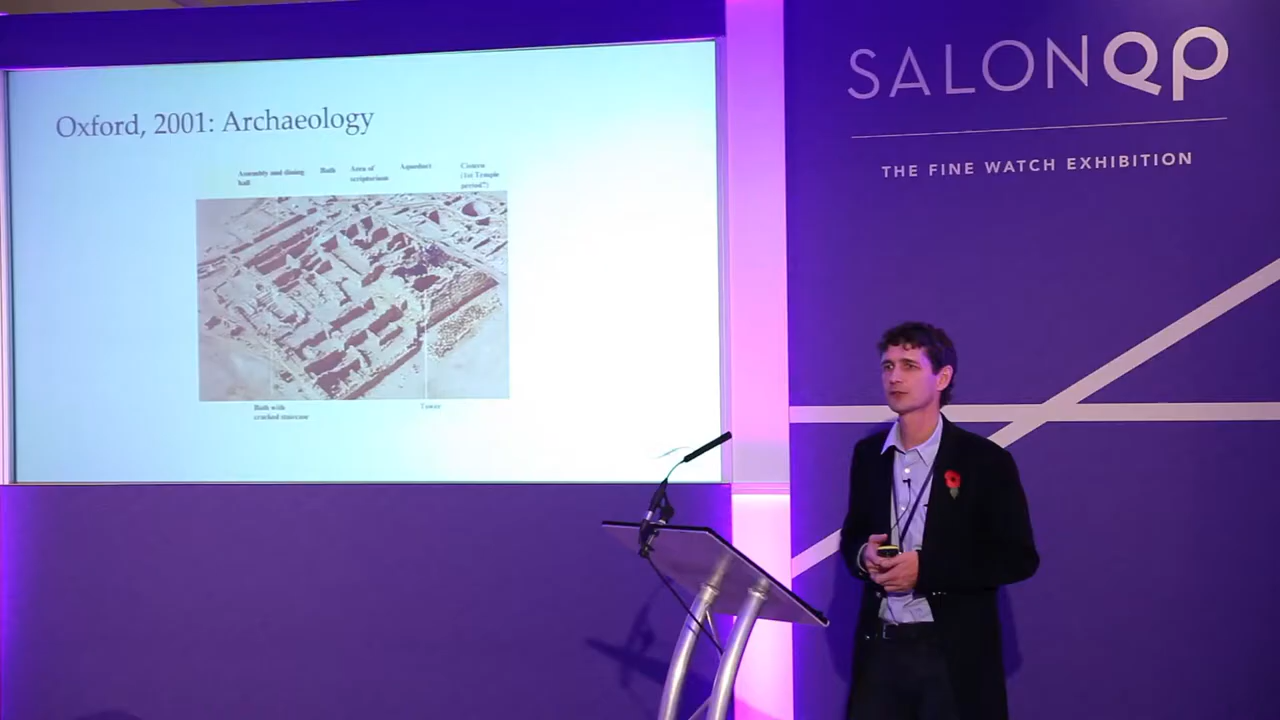 Oxford, 2001: Archaeology
Assembly and dining
hall
Bath
Area of
scriptorium
Aqueduct
Cistern
(1st Temple
period?)
Bath with
cracked staircase
Tower
SALONQP
THE FINE WATCH EXHIBITION